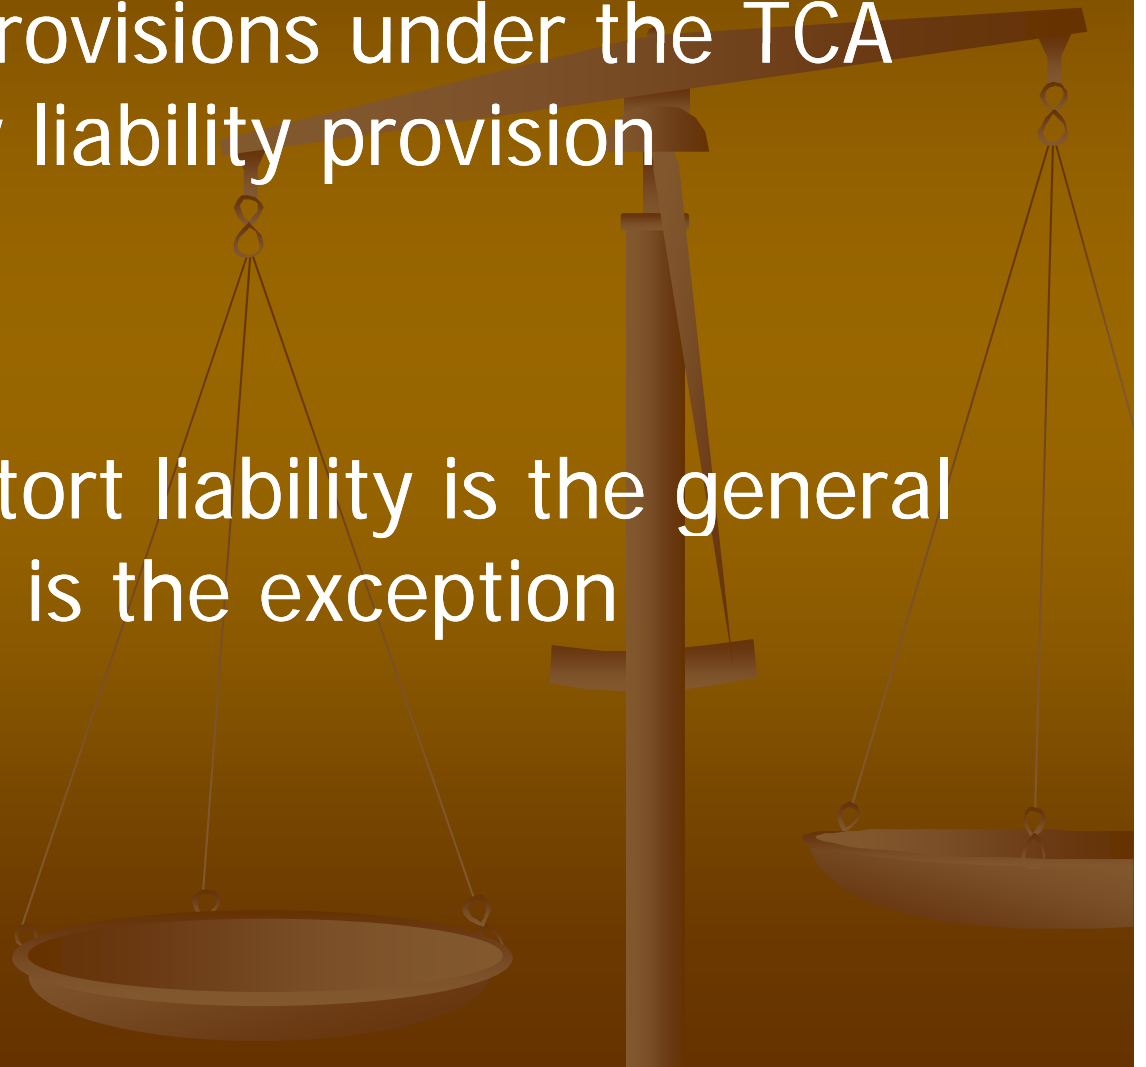 rovisions under the TCA
liability provision
tort liability is the general
is the exception